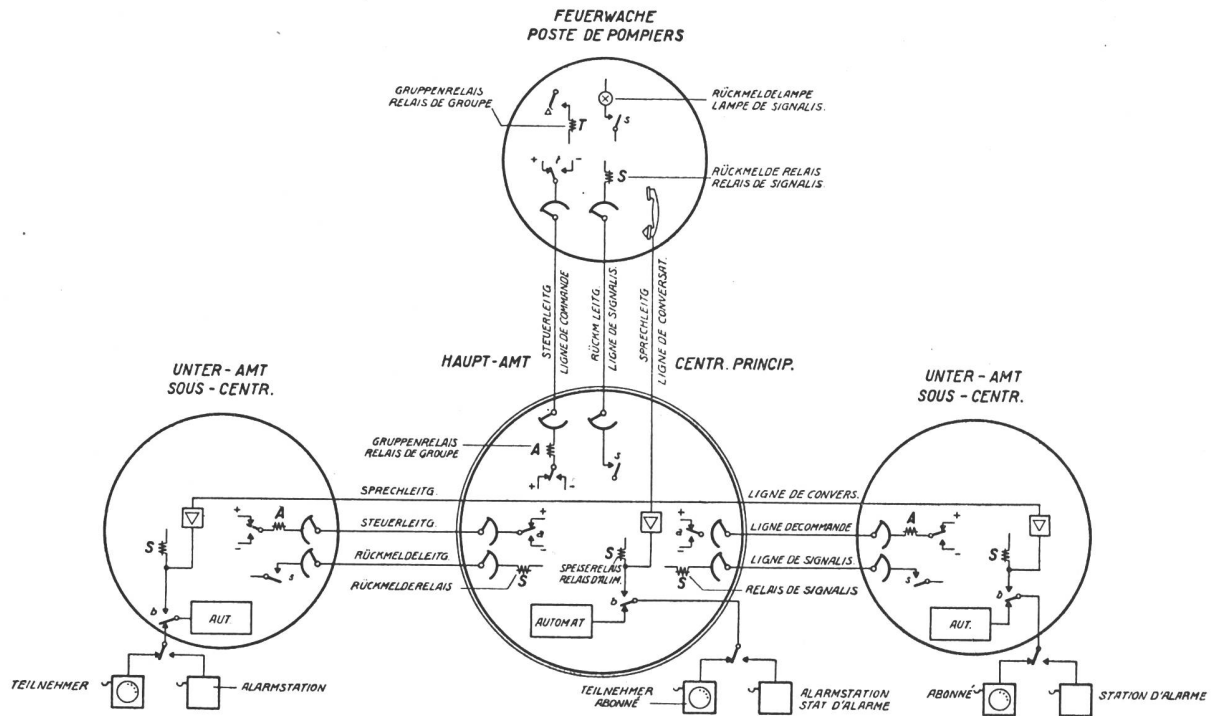 FEUERWACHE
POSTE DE POMPIERS
GRUPPENRELAIS
RELAIS DE GROUPE
RÜCKMELDELAMPE
LAMPE DE SIGNALIS.
T
s
+ -
S
RÜCKMELDE RELAIS
RELAIS DE SIGNALIS.
STEUERLEITG
LIGNE DE COMMANDE
RÜCKM LEITG.
LIGNE DE SIGNALIS.
SPRECHLEITG
LIGNE DE CONVERSAT.
HAUPT-AMT
CENTR. PRINCIP.
UNTER-AMT
SOUS-CENTR.
UNTER-AMT
SOUS-CENTR.
GRUPPENRELAIS
RELAIS DE GROUPE
A
s
+ -
SPRECHLEITG.
LIGNE DE CONVERS.
+
A
STEUERLEITG.
+
a
-
+
a
-
LIGNE DECOMMANDE
A
+
-
S
-
s
RÜCKMELDELEITG.
RÜCKMELDERELAIS
S
SPEISERELAIS
RELAIS D'ALIM.
S
S
LIGNE DE SIGNALIS.
RELAIS DE SIGNALIS
s
S
b
AUT.
AUTOMAT
b
AUT.
b
TEILNEHMER
ALARMSTATION
TEILNEHMER
ABONNÉ
ALARMSTATION
STAT D'ALARME
ABONNÉ
STATION D'ALARME